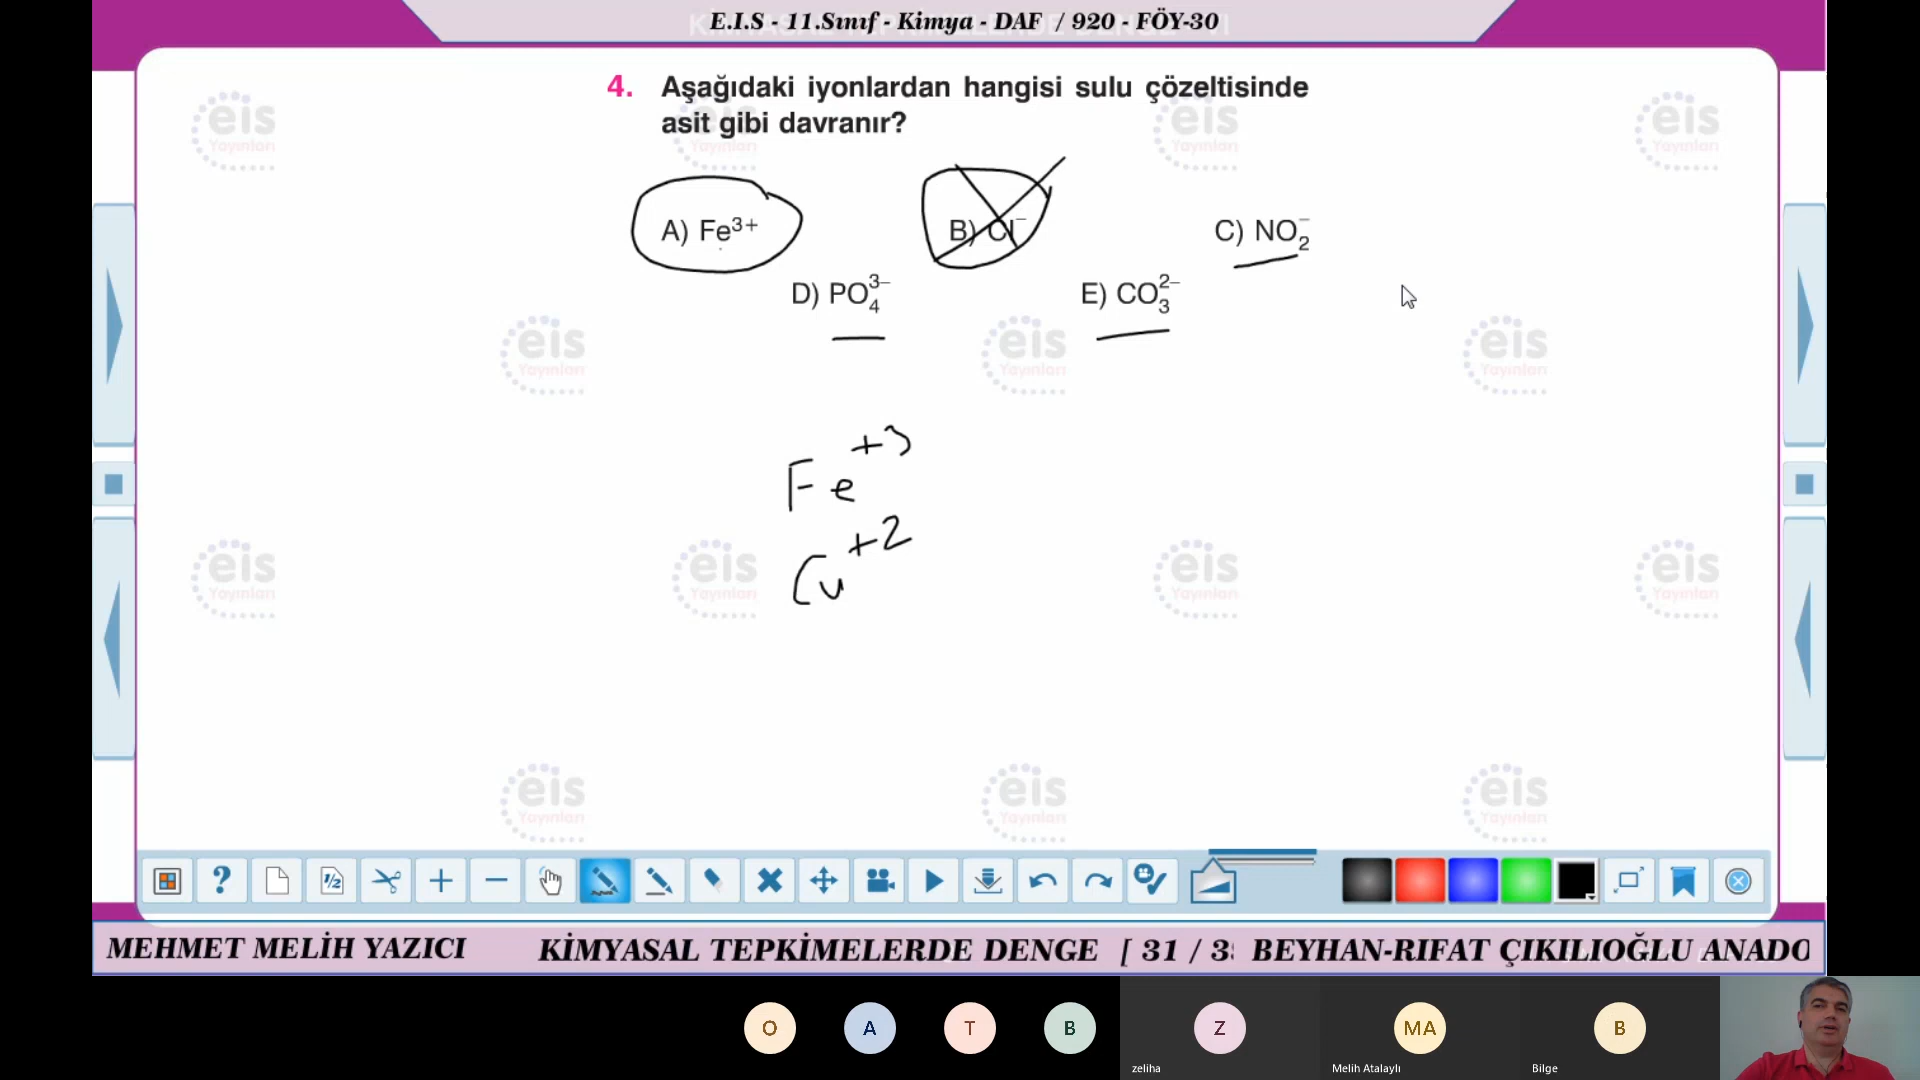 E.I.S - 11.Sınıf - Kimya - DAF / 920 - FÖY-30
4. Aşağıdaki iyonlardan hangisi sulu çözeltisinde
asit gibi davranır?
A) Fe³⁺ B) Cl⁻ C) NO₂⁻
D) PO₄³⁻ E) CO₃²⁻
Fe⁺³
Cu⁺²
eis Yayınları
MEHMET MELİH YAZICI KİMYASAL TEPKİMELERDE DENGE [ 31 / 3 BEYHAN-RIFAT ÇIKILIOĞLU ANADO
O A T B Z MA B
zeliha Melih Atalaylı Bilge